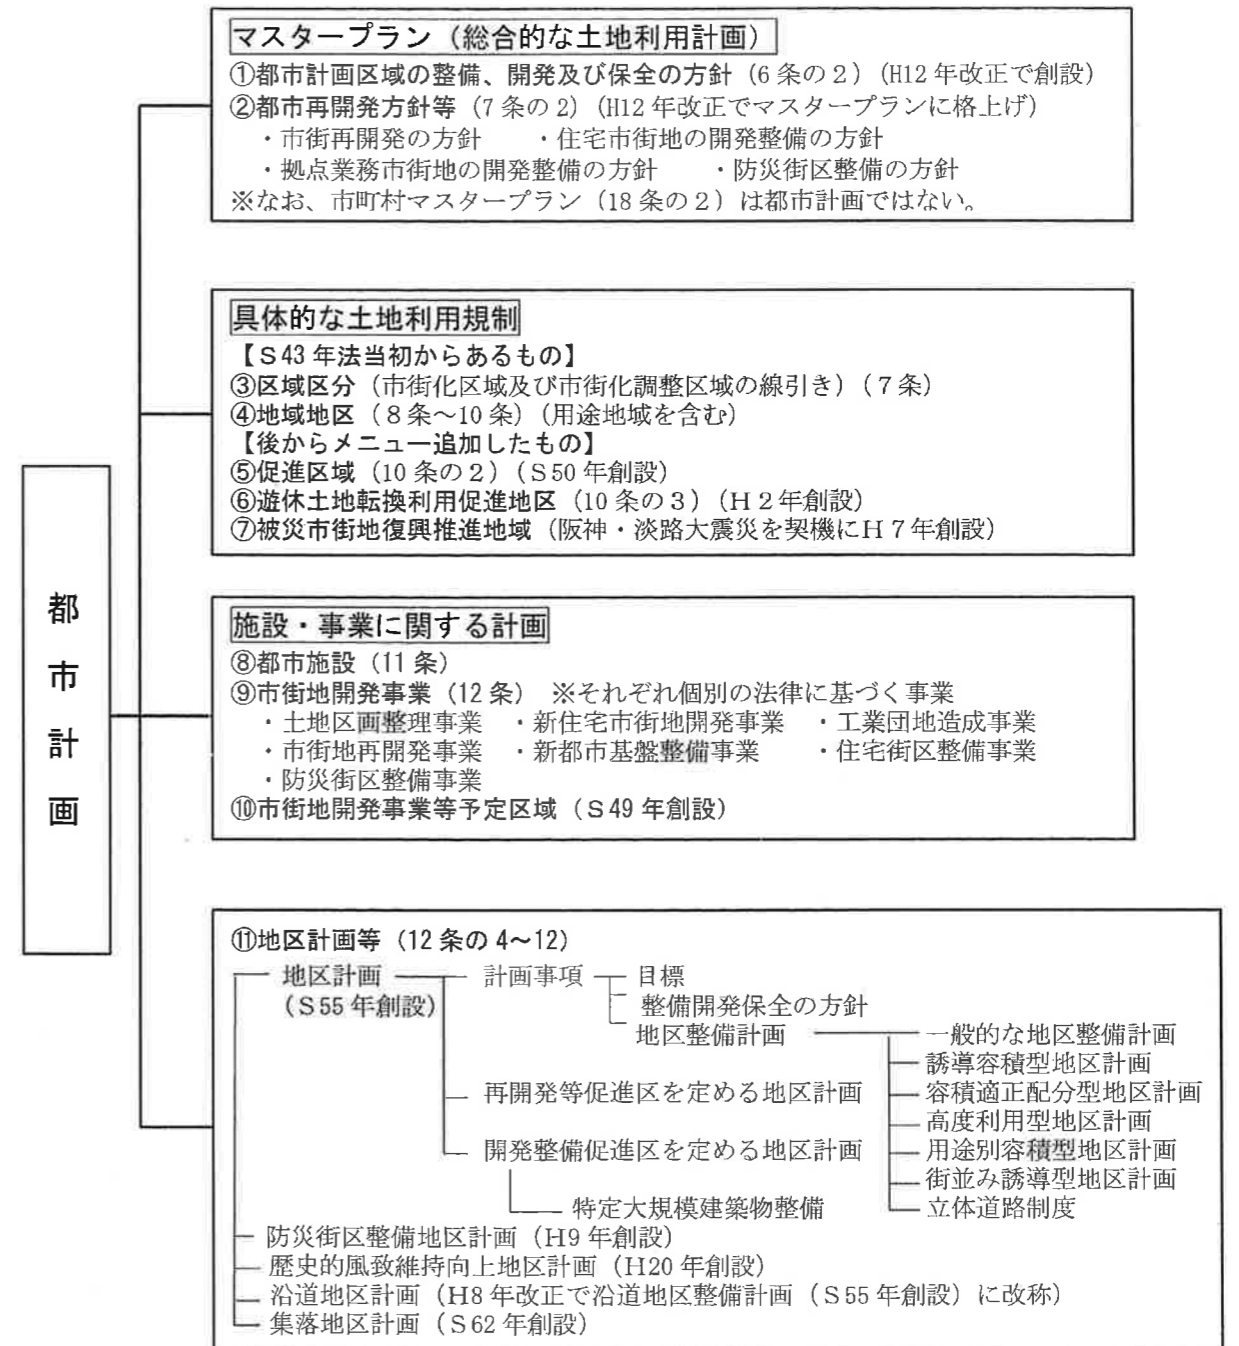 マスタープラン(総合的な土地利用計画)
①都市計画区域の整備、開発及び保全の方針(6条の2)(H12年改正で創設)
②都市再開発方針等(7条の2)(H12年改正でマスタープランに格上げ)
・市街再開発の方針 ・住宅市街地の開発整備の方針
・拠点業務市街地の開発整備の方針 ・防災街区整備の方針
※なお、市町村マスタープラン(18条の2)は都市計画ではない。
具体的な土地利用規制
【S43年法当初からあるもの】
③区域区分(市街化区域及び市街化調整区域の線引き)(7条)
④地域地区(8条～10条)(用途地域を含む)
【後からメニュー追加したもの】
⑤促進区域(10条の2)(S50年創設)
⑥遊休土地転換利用促進地区(10条の3)(H2年創設)
⑦被災市街地復興推進地域(阪神・淡路大震災を契機にH7年創設)
都市計画
施設・事業に関する計画
⑧都市施設(11条)
⑨市街地開発事業(12条) ※それぞれ個別の法律に基づく事業
・土地区画整理事業 ・新住宅市街地開発事業 ・工業団地造成事業
・市街地再開発事業 ・新都市基盤整備事業 ・住宅街区整備事業
・防災街区整備事業
⑩市街地開発事業等予定区域(S49年創設)
⑪地区計画等(12条の4～12)
地区計画 計画事項 目標
(S55年創設) 整備開発保全の方針
地区整備計画 一般的な地区整備計画
誘導容積型地区計画
再開発等促進区を定める地区計画 容積適正配分型地区計画
高度利用型地区計画
開発整備促進区を定める地区計画 用途別容積型地区計画
街並み誘導型地区計画
特定大規模建築物整備 立体道路制度
防災街区整備地区計画(H9年創設)
歴史的風致維持向上地区計画(H20年創設)
沿道地区計画(H8年改正で沿道地区整備計画(S55年創設)に改称)
集落地区計画(S62年創設)